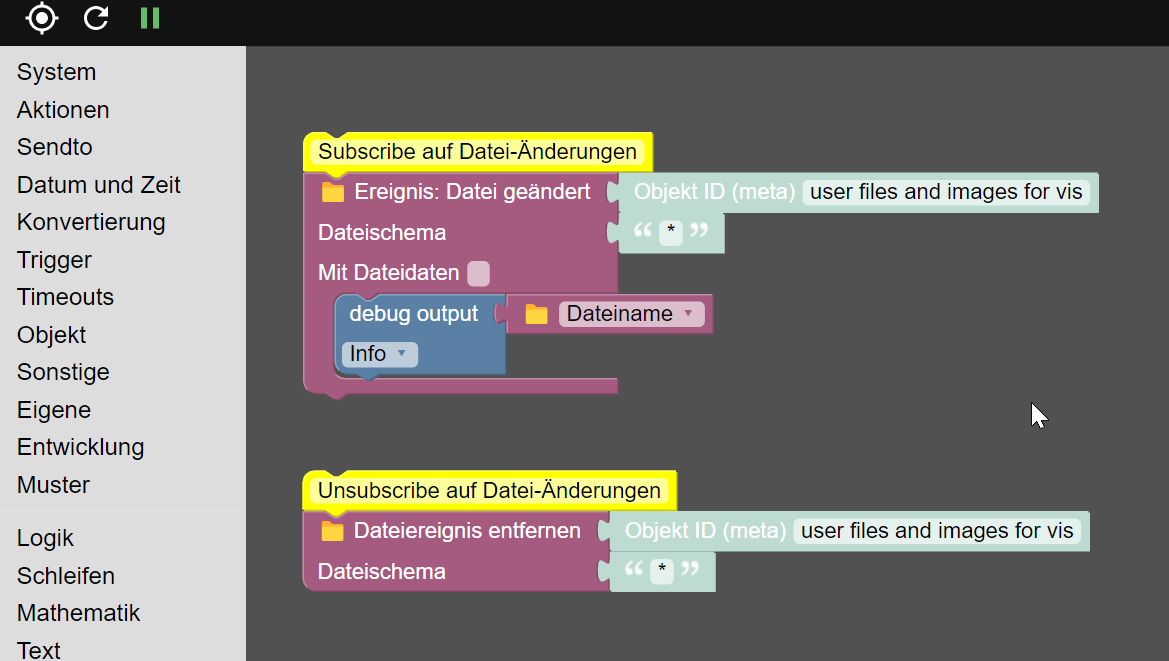 System
Aktionen
Sendto
Datum und Zeit
Konvertierung
Trigger
Timeouts
Objekt
Sonstige
Eigene
Entwicklung
Muster
Logik
Schleifen
Mathematik
Text
Subscribe auf Datei-Änderungen
Ereignis: Datei geändert Objekt ID (meta) user files and images for vis
Dateischema “ * ”
Mit Dateidaten
debug output Dateiname
Info
Unsubscribe auf Datei-Änderungen
Dateiereignis entfernen Objekt ID (meta) user files and images for vis
Dateischema “ * ”